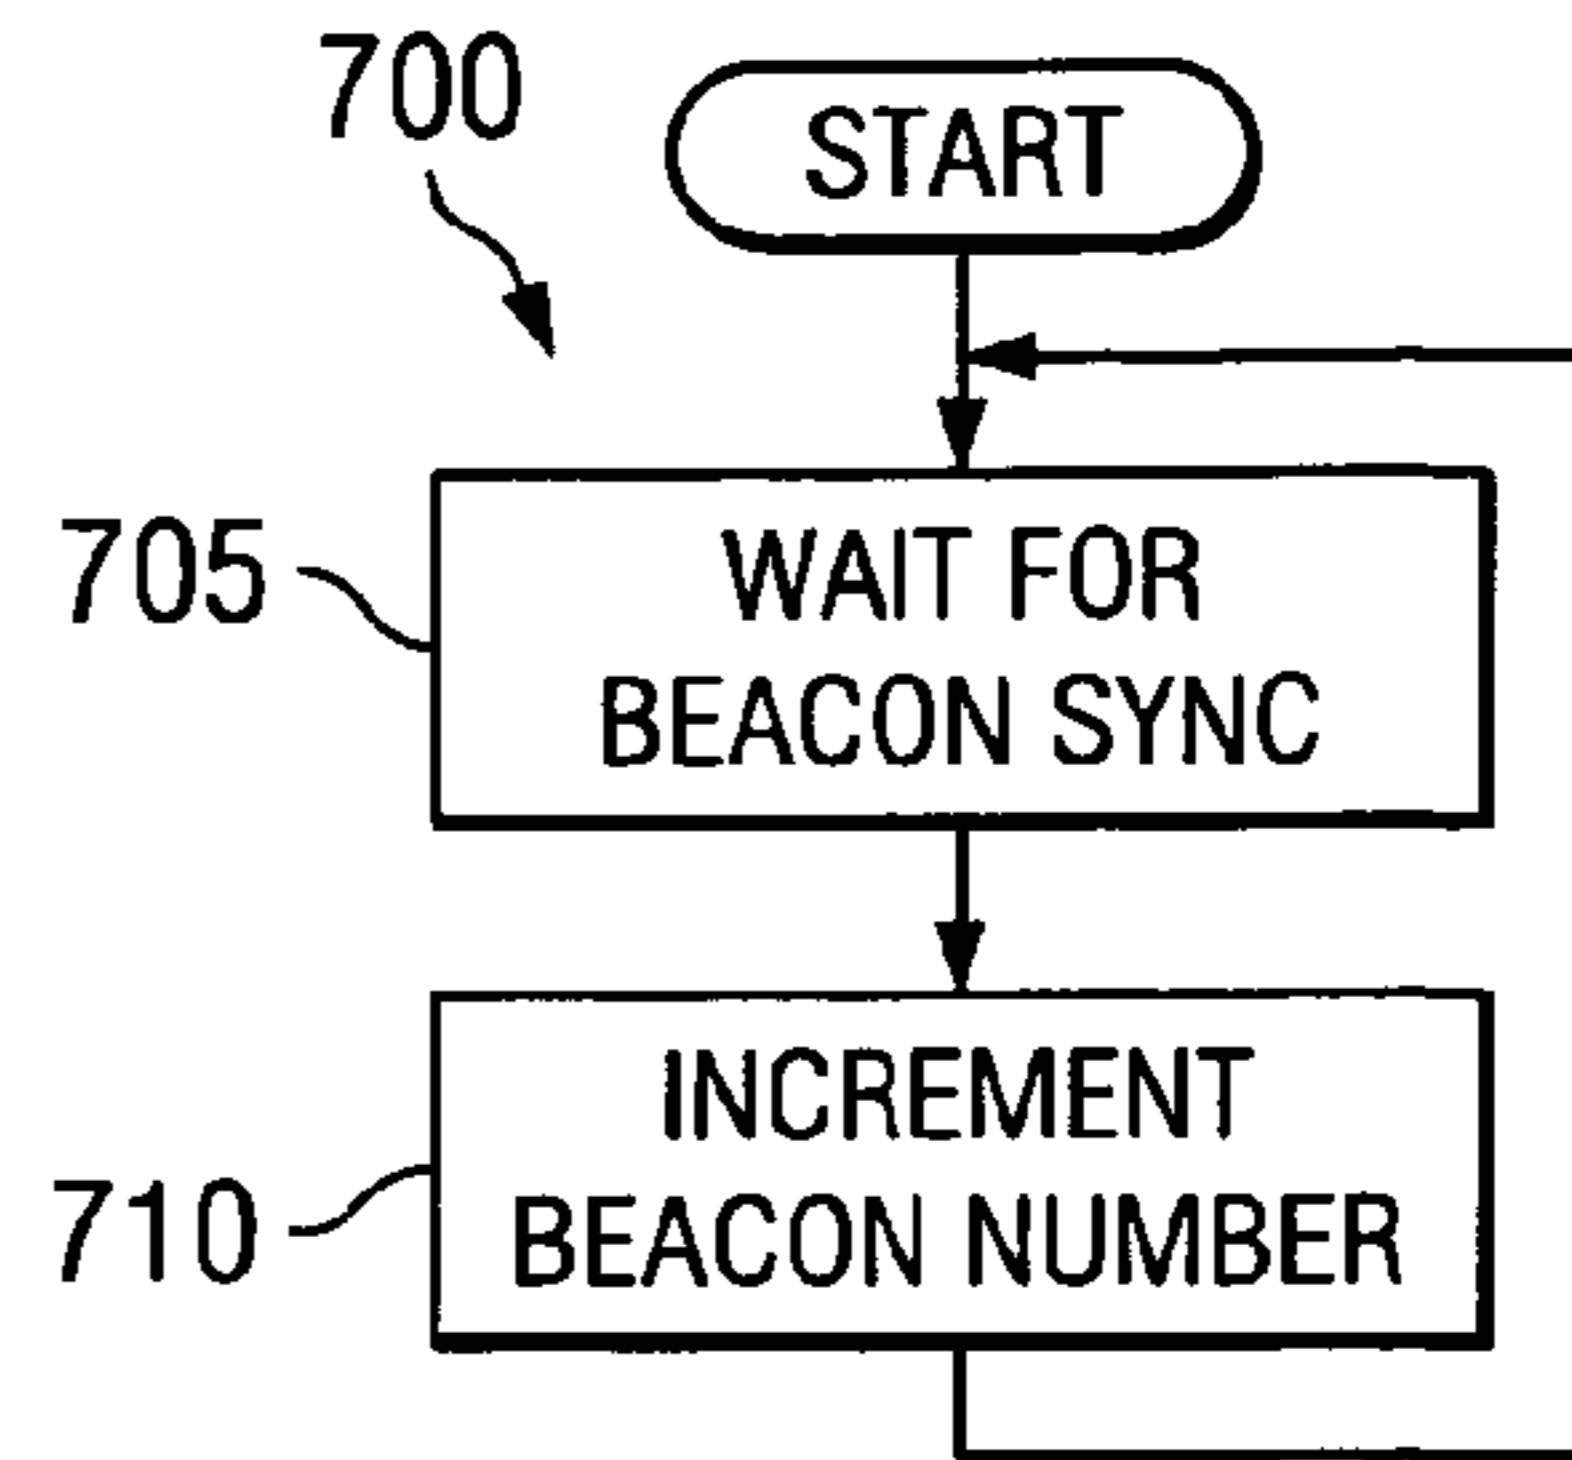 700
START
705
WAIT FOR
BEACON SYNC
710
INCREMENT
BEACON NUMBER